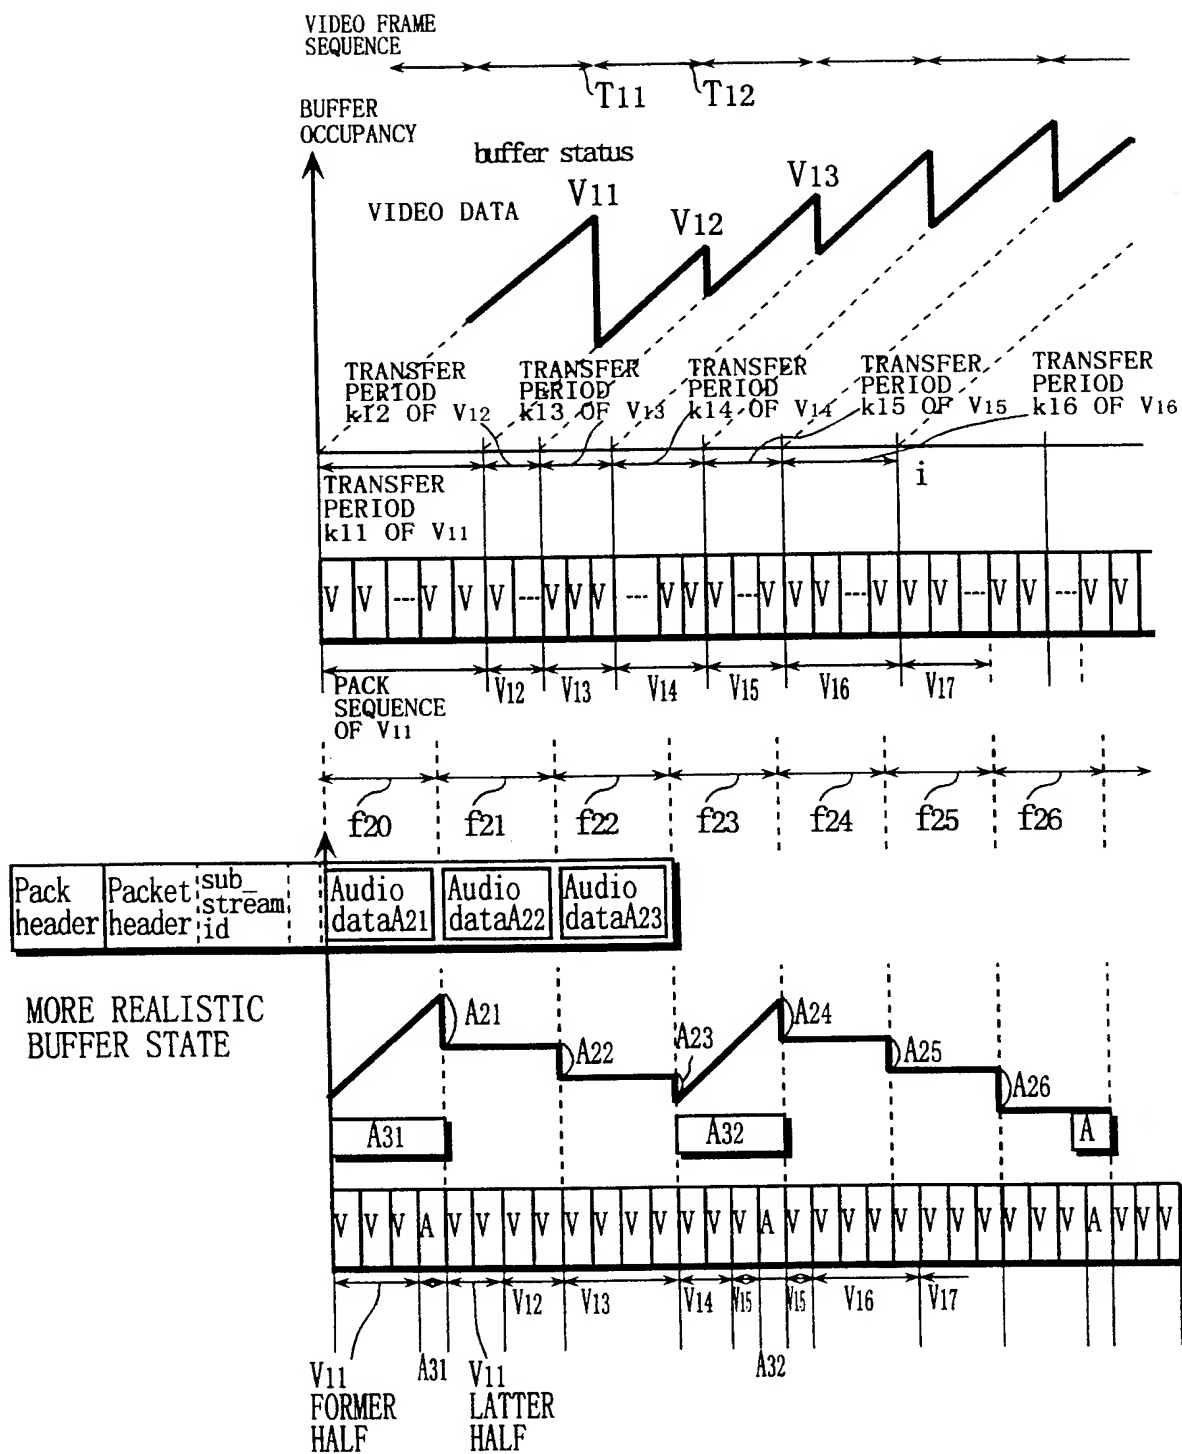 VIDEO FRAME
SEQUENCE
T11
T12
BUFFER
OCCUPANCY
buffer status
VIDEO DATA
V11
V12
V13
TRANSFER
PERIOD
k12 OF V12
TRANSFER
PERIOD
k13 OF V13
TRANSFER
PERIOD
k14 OF V14
TRANSFER
PERIOD
k15 OF V15
TRANSFER
PERIOD
k16 OF V16
i
TRANSFER
PERIOD
k11 OF V11
V V --- V V V --- V V V --- V V V --- V V V --- V V V --- V V --- V V
PACK
SEQUENCE
OF V11
V12 V13 V14 V15 V16 V17
f20 f21 f22 f23 f24 f25 f26
Pack
header
Packet
header
sub_
stream
id
Audio
dataA21
Audio
dataA22
Audio
dataA23
MORE REALISTIC
BUFFER STATE
A21
A22
A23
A24
A25
A26
A31
A32
A
V V V A V V V V V V V V V V V A V V V V V V V V V V V A V V V
V12 V13 V14 V15 V15 V16 V17
A31
A32
V11
FORMER
HALF
V11
LATTER
HALF